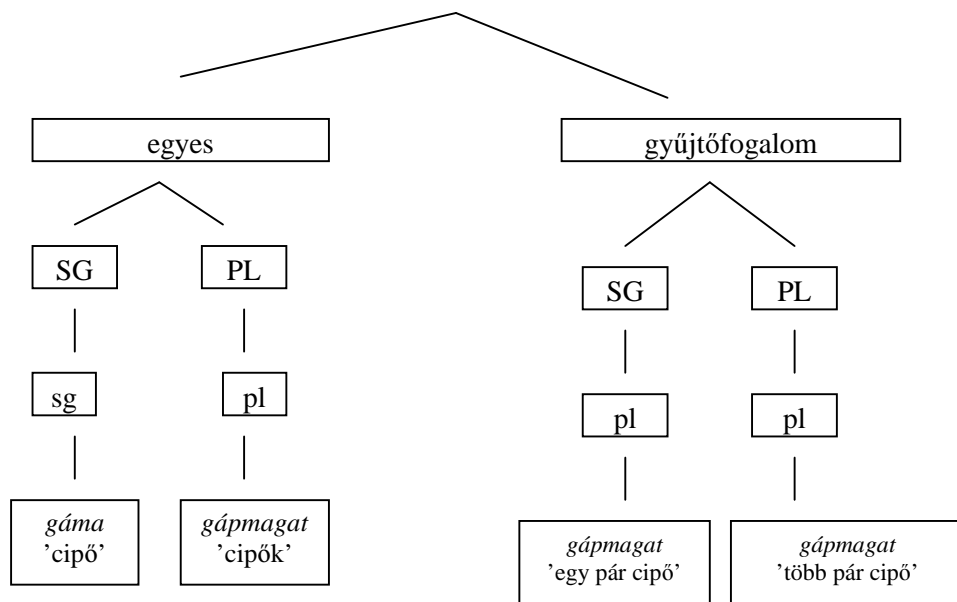 egyes
gyűjtőfogalom
SG
PL
SG
PL
sg
pl
pl
pl
gáma
’cipő’
gápmagat
’cipők’
gápmagat
’egy pár cipő’
gápmagat
’több pár cipő’